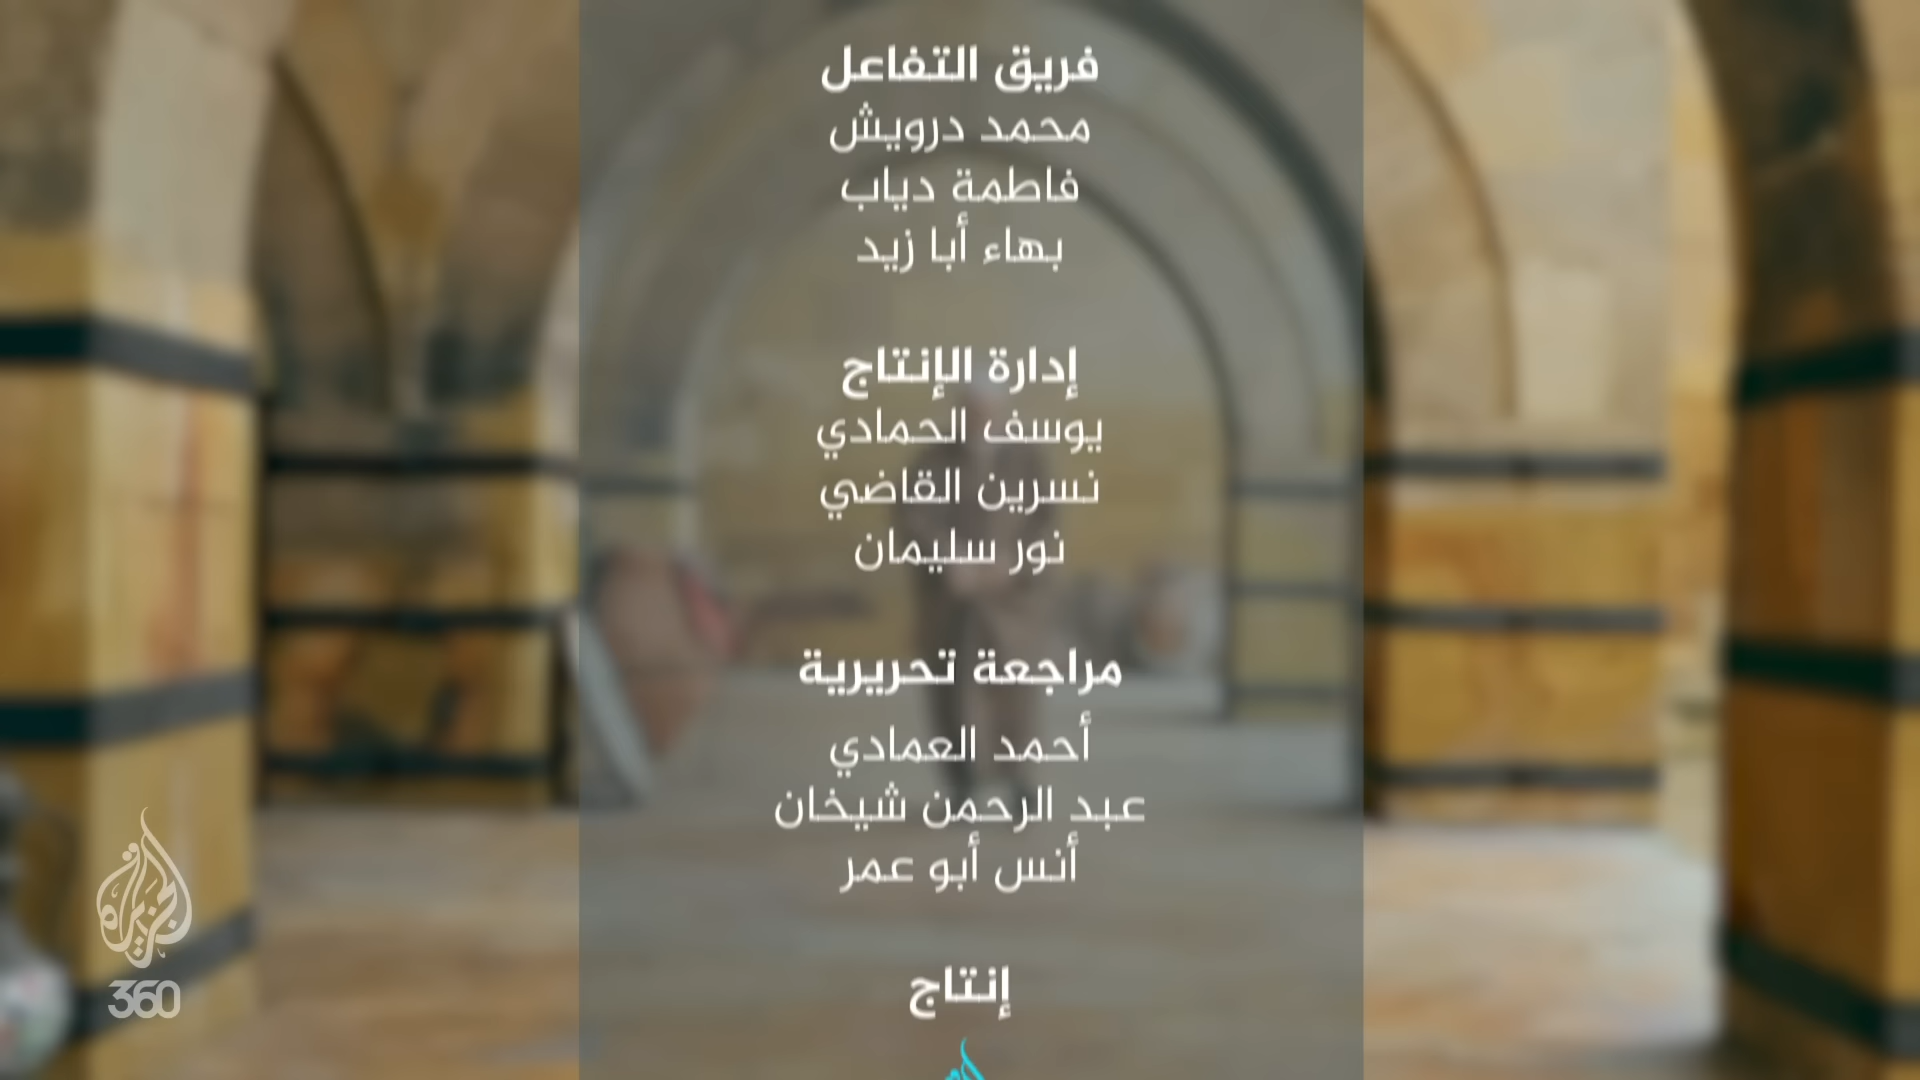 فريق التفاعل
محمد درويش
فاطمة دياب
بهاء أبا زيد
إدارة الإنتاج
يوسف الحمادي
نسرين القاضي
نور سليمان
مراجعة تحريرية
أحمد العمادي
عبد الرحمن شيخان
أنس أبو عمر
إنتاج
الجزيرة
360